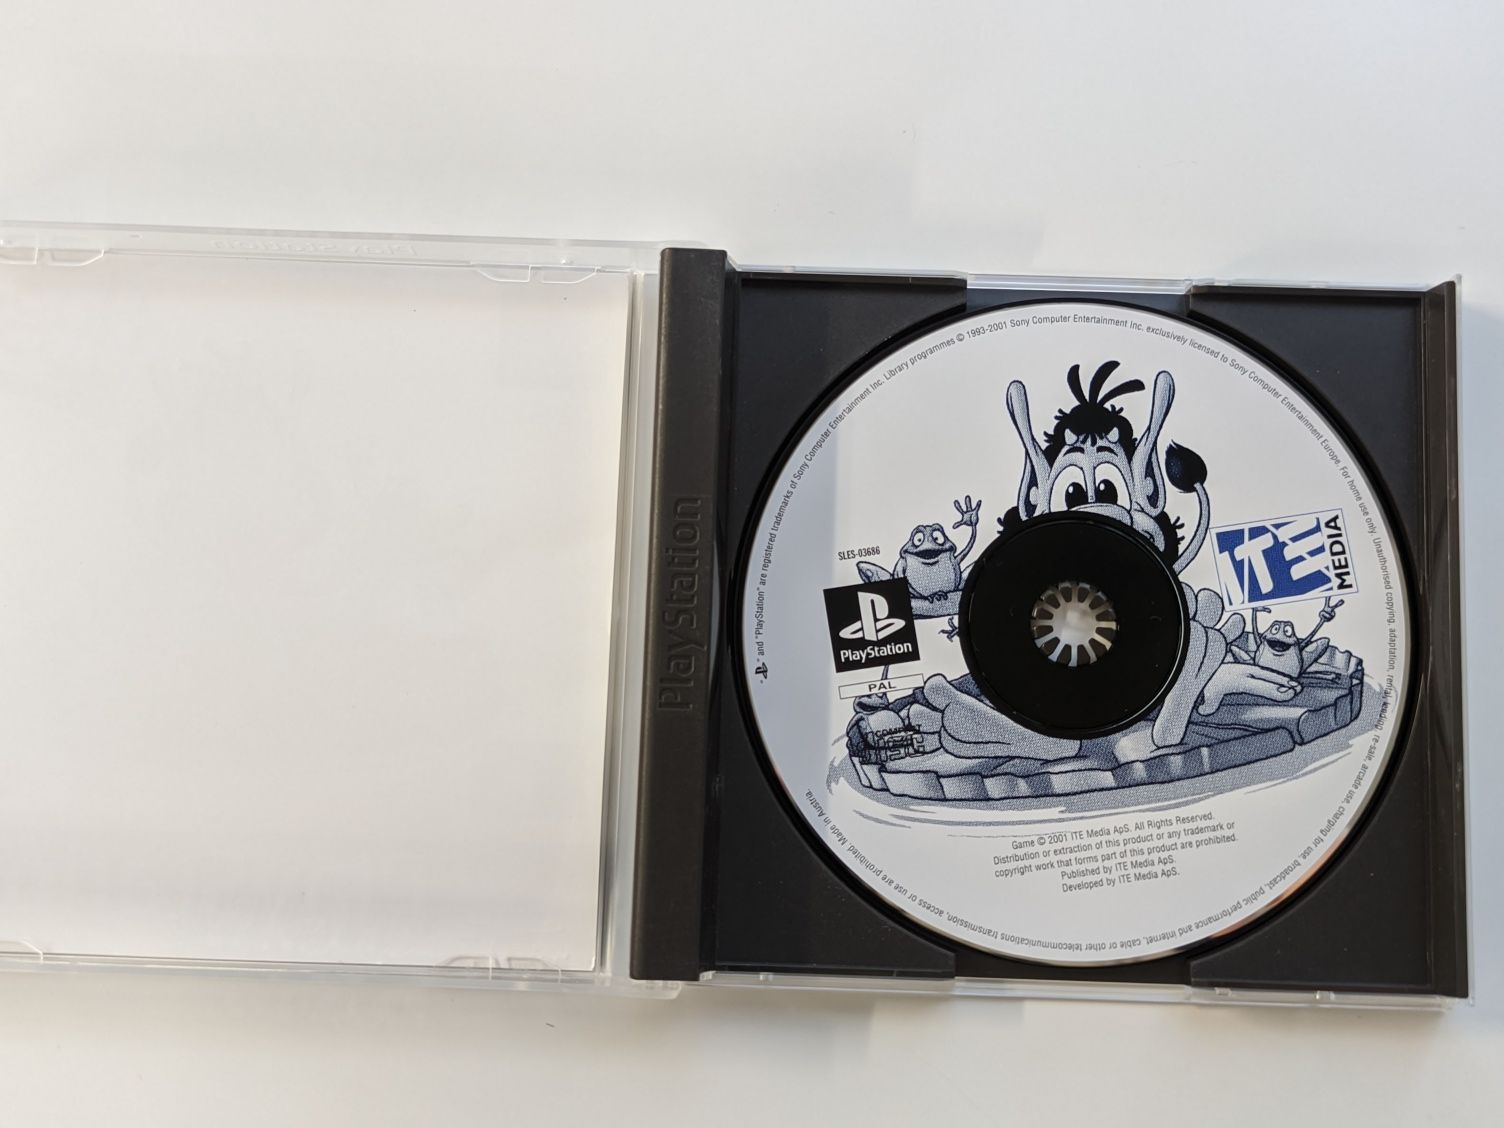 PlayStation
PlayStation
" " and "PlayStation" are registered trademarks of Sony Computer Entertainment Inc. Library programmes © 1993-2001 Sony Computer Entertainment Inc. exclusively licensed to Sony Computer Entertainment Europe. For home use only. Unauthorised copying, adaptation, rental, lending, re-sale, arcade use, charging for use, broadcast, public performance and internet, cable or other telecommunications transmission, access or use are prohibited. Made in Austria.
SLES-03686
ITE
MEDIA
PlayStation
PAL
COMPACT
disc
Game © 2001 ITE Media ApS. All Rights Reserved.
Distribution or extraction of this product or any trademark or
copyright work that forms part of this product are prohibited.
Published by ITE Media ApS.
Developed by ITE Media ApS.